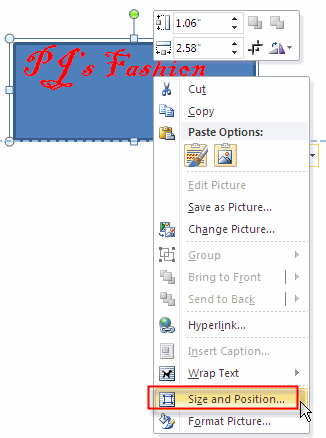 1.06"
2.58"
PJ's Fashion
Cut
Copy
Paste Options:
Edit Picture
Save as Picture...
Change Picture...
Group
Bring to Front
Send to Back
Hyperlink...
Insert Caption...
Wrap Text
Size and Position...
Format Picture...